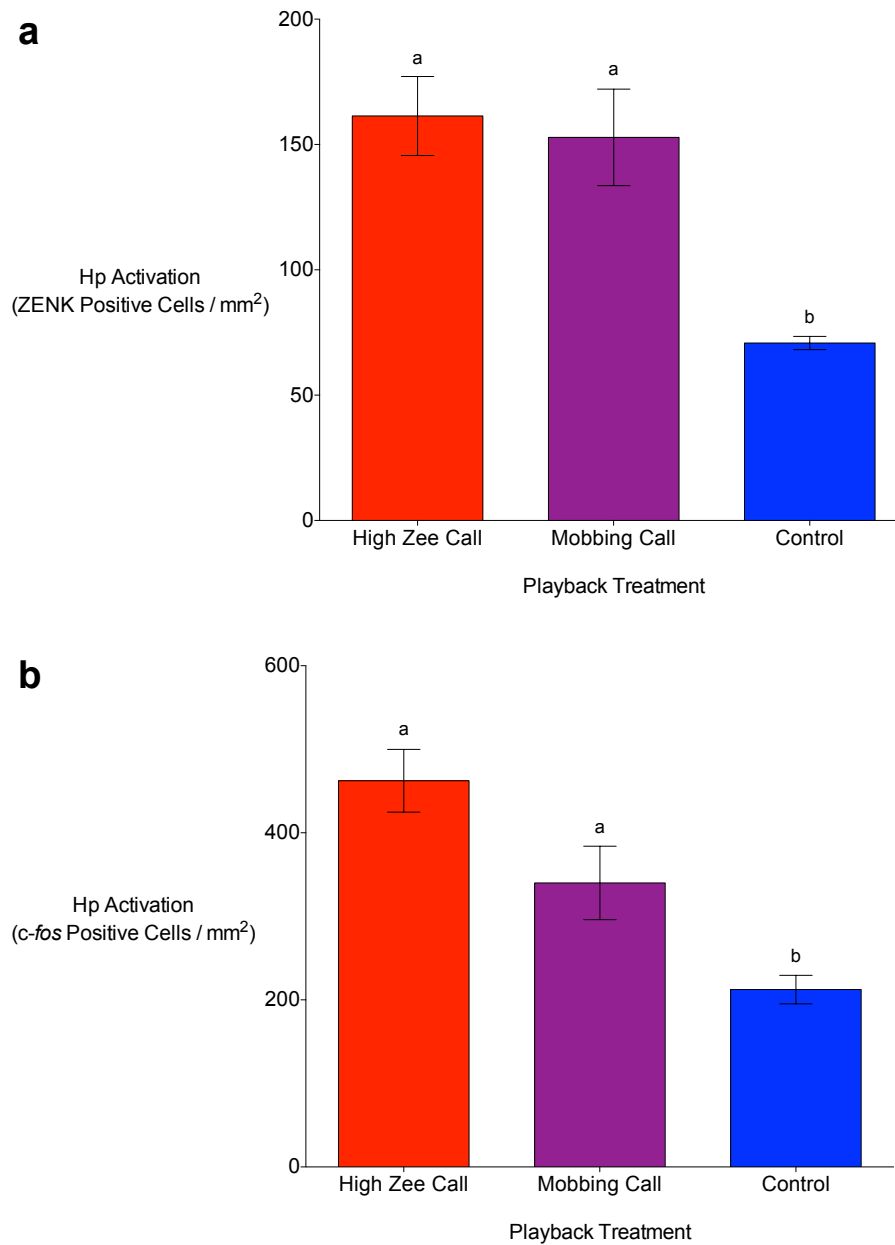 a
200
150
100
50
0
a
a
b
Hp Activation
(ZENK Positive Cells / mm²)
High Zee Call
Mobbing Call
Control
Playback Treatment
b
600
400
200
0
a
a
b
Hp Activation
(c-fos Positive Cells / mm²)
High Zee Call
Mobbing Call
Control
Playback Treatment